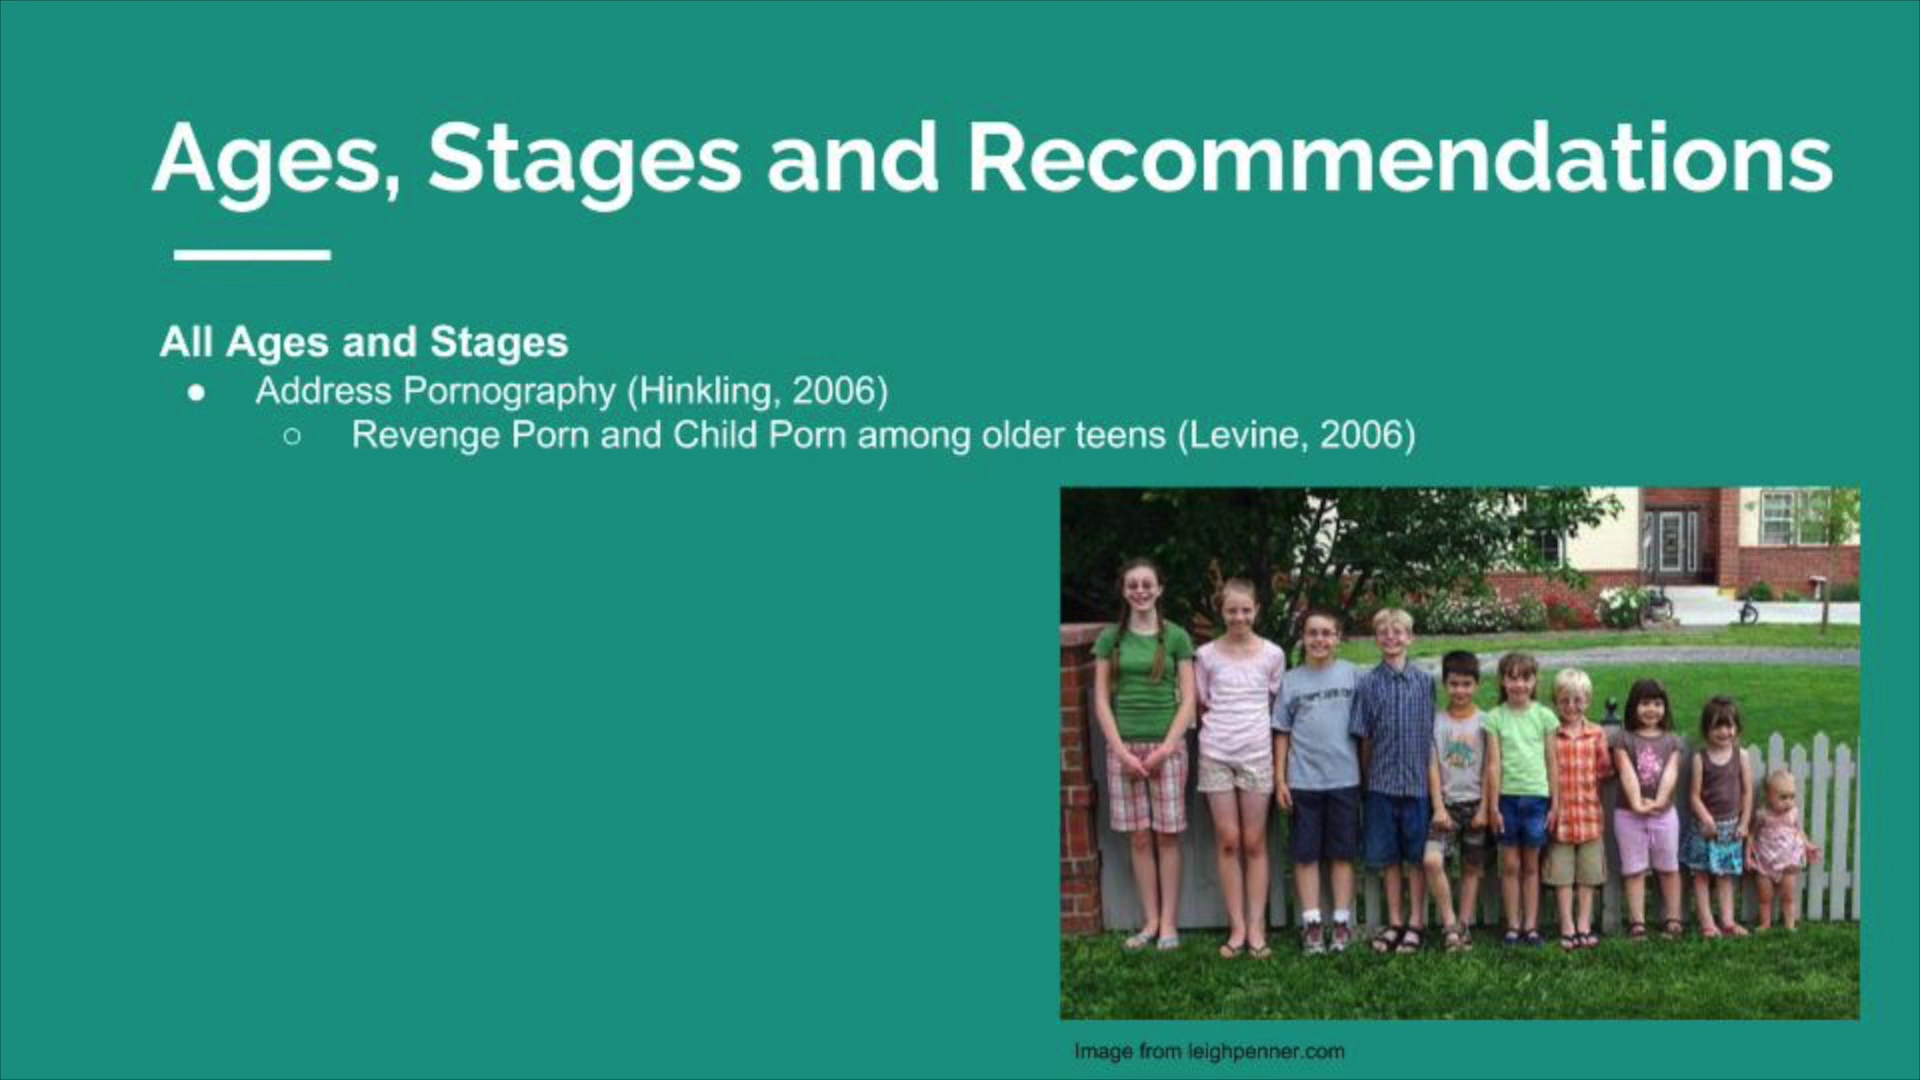 Ages, Stages and Recommendations
All Ages and Stages
● Address Pornography (Hinkling, 2006)
○ Revenge Porn and Child Porn among older teens (Levine, 2006)
Image from leighpenner.com